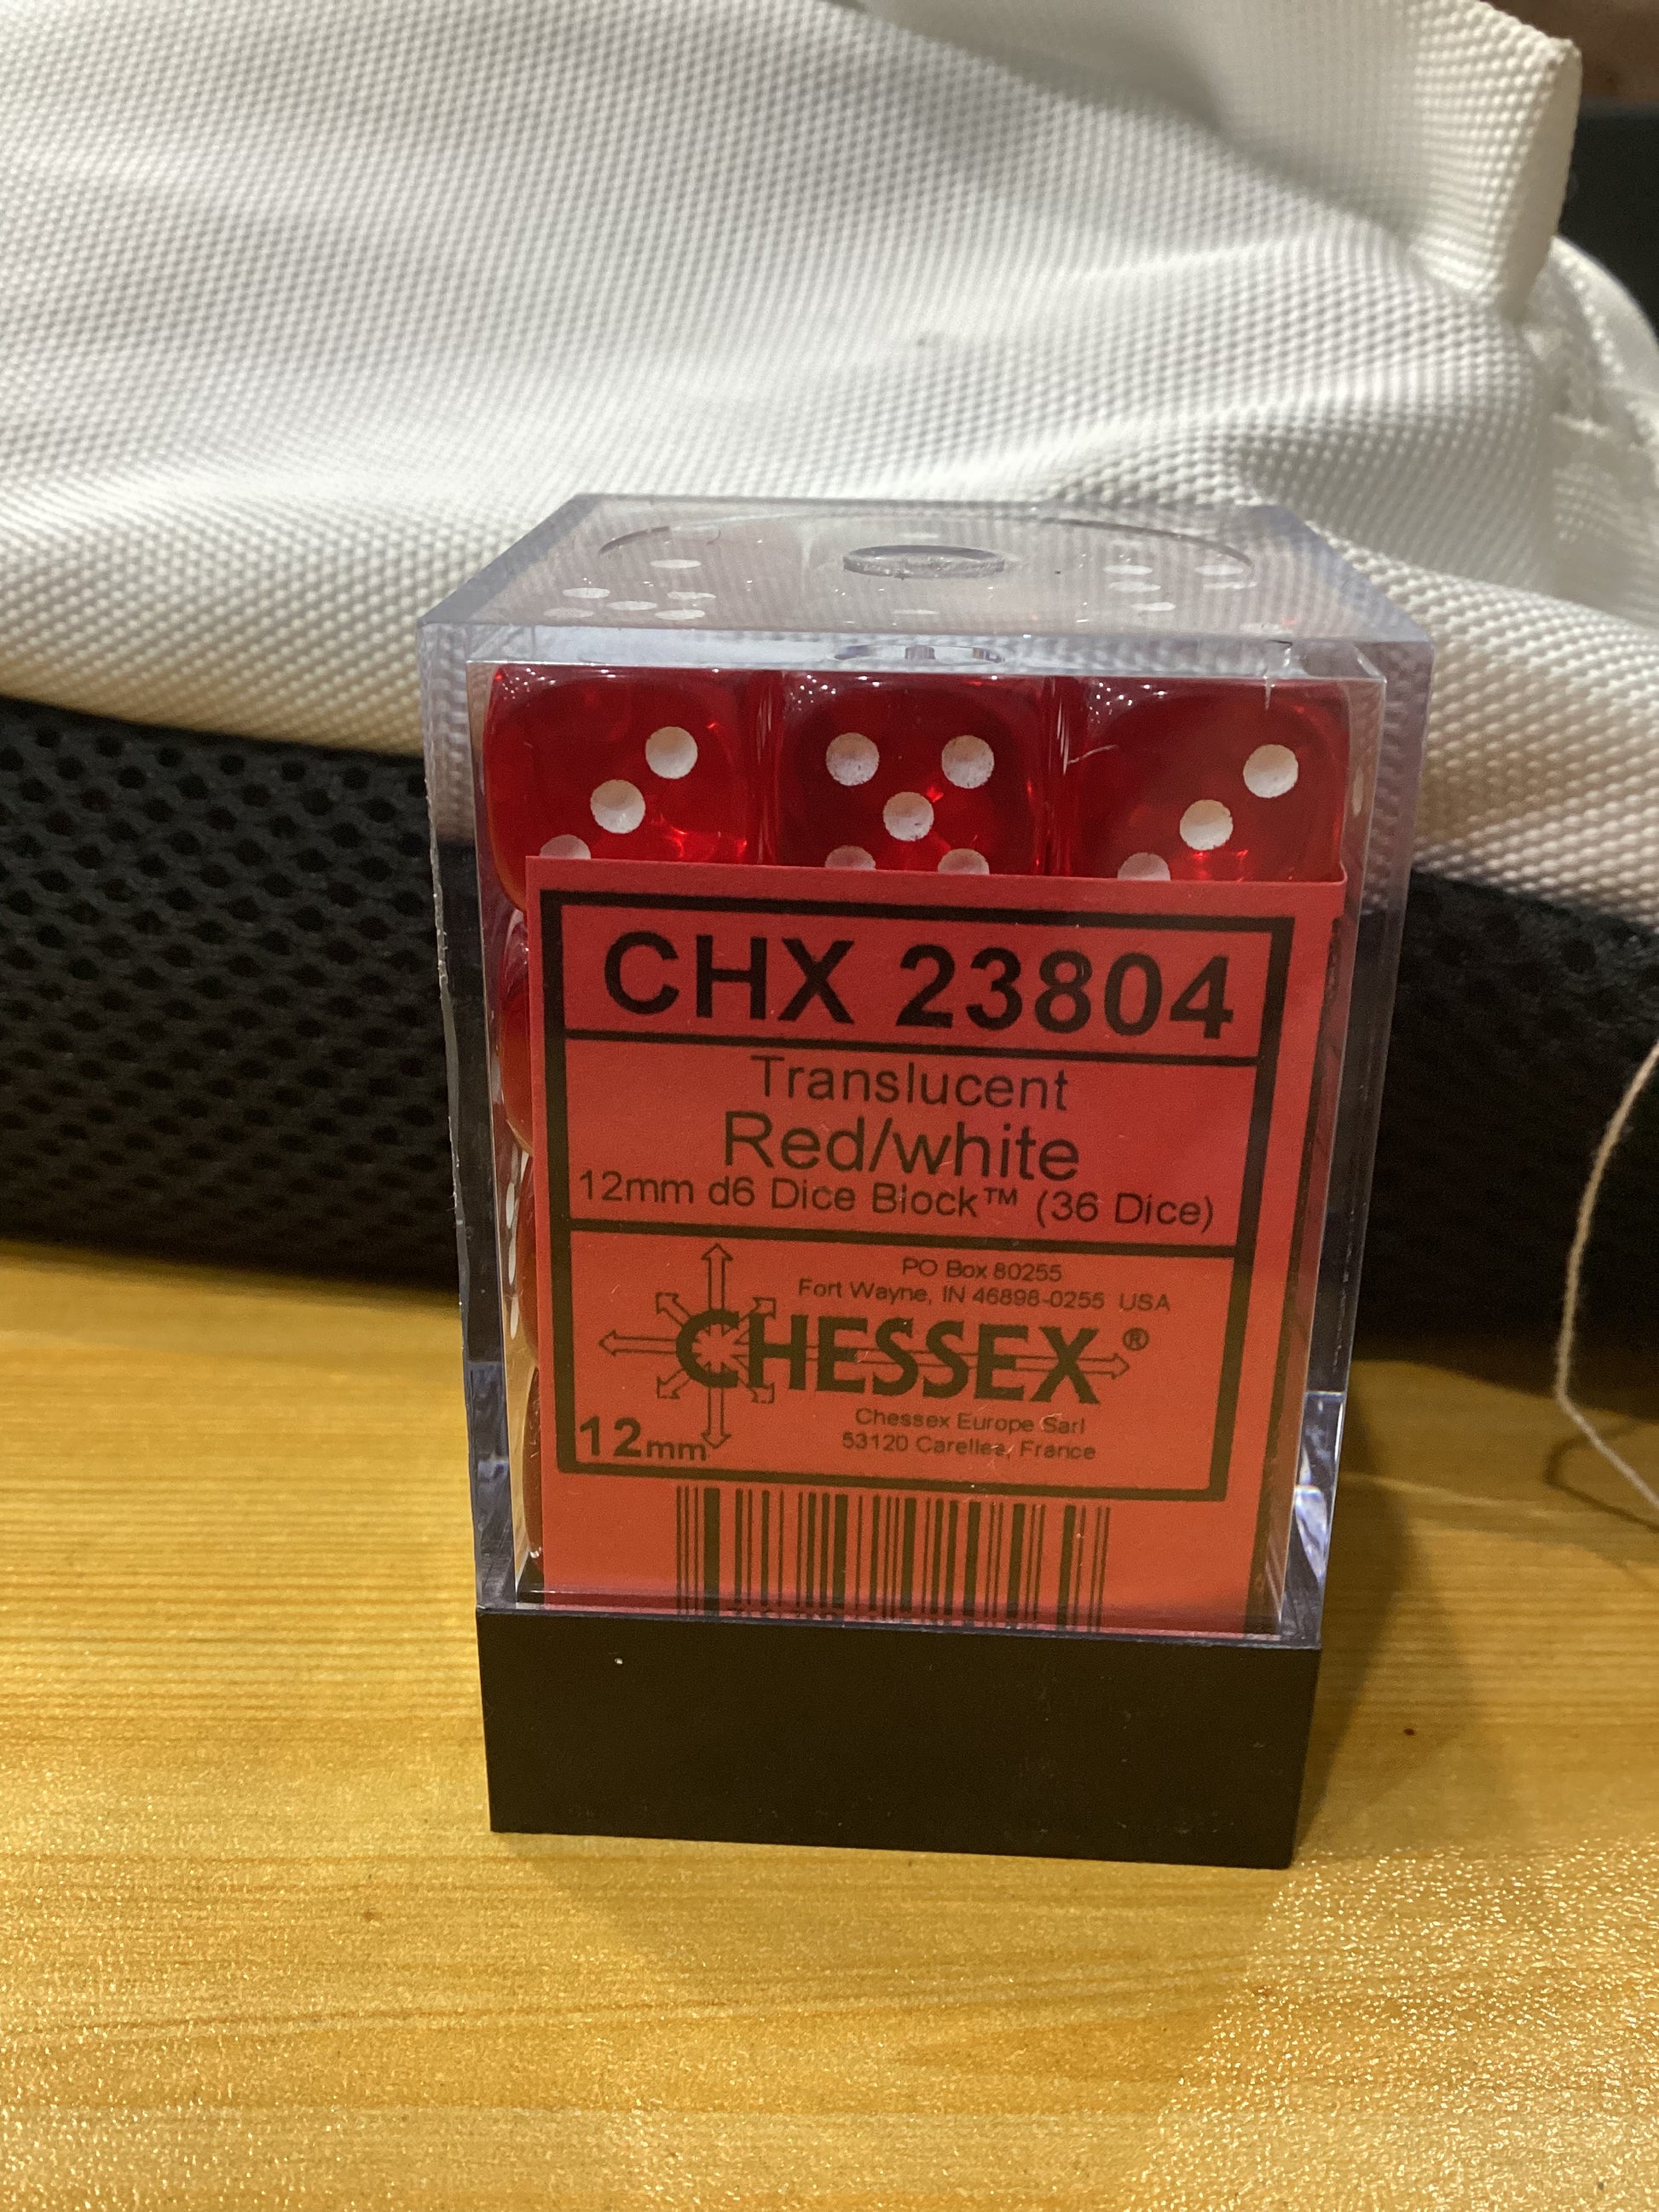 CHX 23804
Translucent
Red/white
12mm d6 Dice Block™ (36 Dice)
PO Box 80255
Fort Wayne, IN 46898-0255 USA
CHESSEX®
Chessex Europe Sarl
53120 Carelles, France
12mm